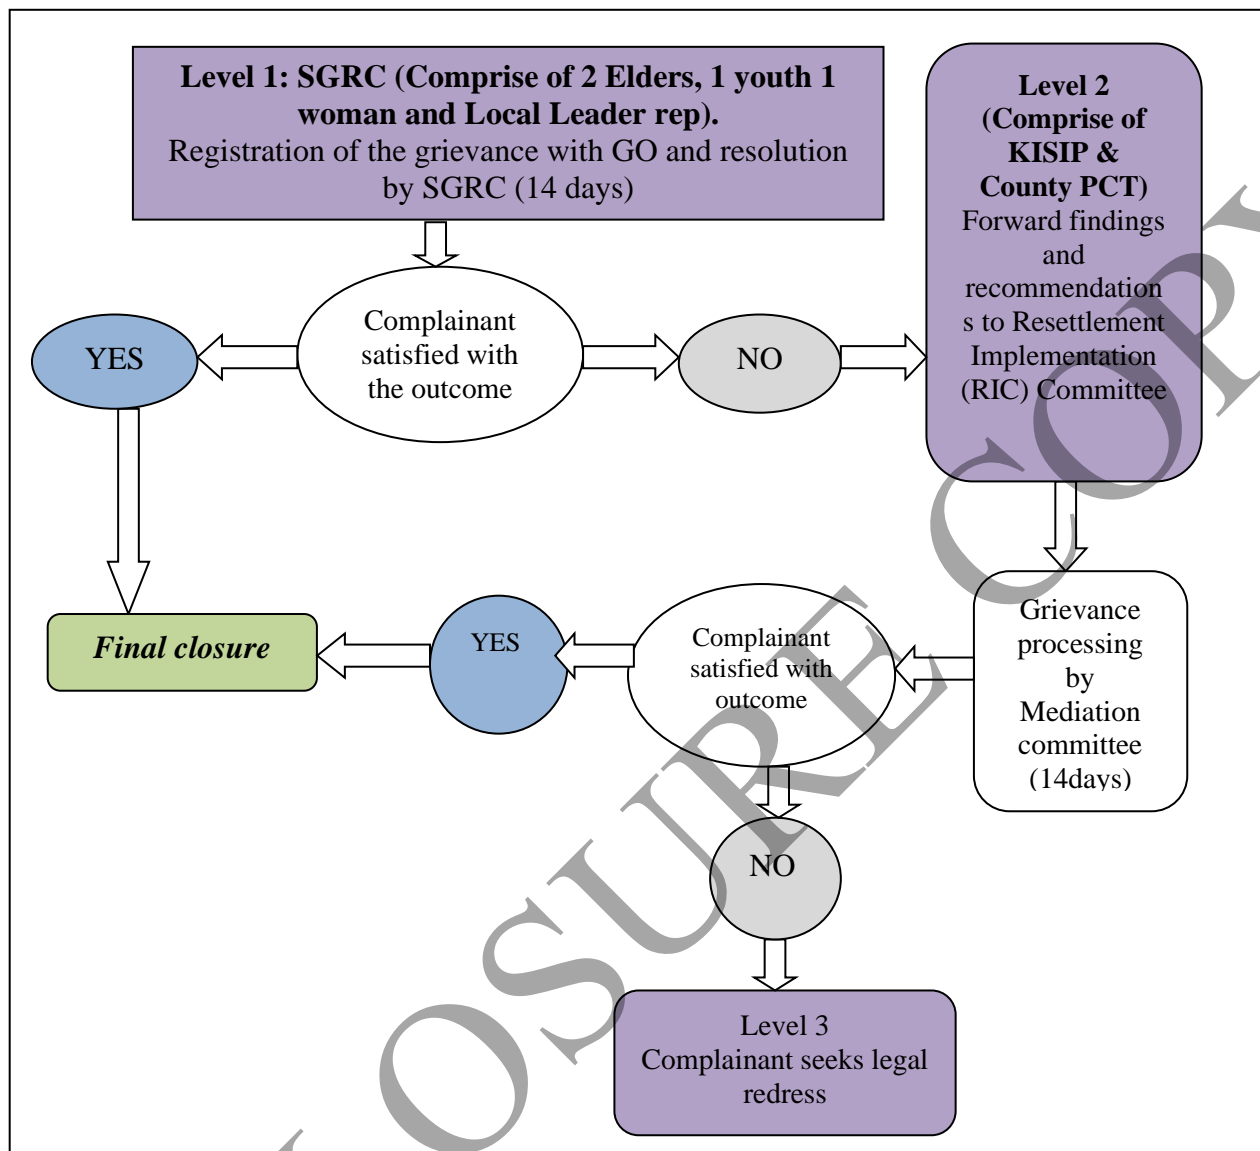 Level 1: SGRC (Comprise of 2 Elders, 1 youth 1
woman and Local Leader rep).
Registration of the grievance with GO and resolution
by SGRC (14 days)
Level 2
(Comprise of
KISIP &
County PCT)
Forward findings
and
recommendation
s to Resettlement
Implementation
(RIC) Committee
Complainant
satisfied with
the outcome
YES
NO
Final closure
YES
Complainant
satisfied with
outcome
Grievance
processing
by
Mediation
committee
(14days)
NO
Level 3
Complainant seeks legal
redress
OSURE COPY